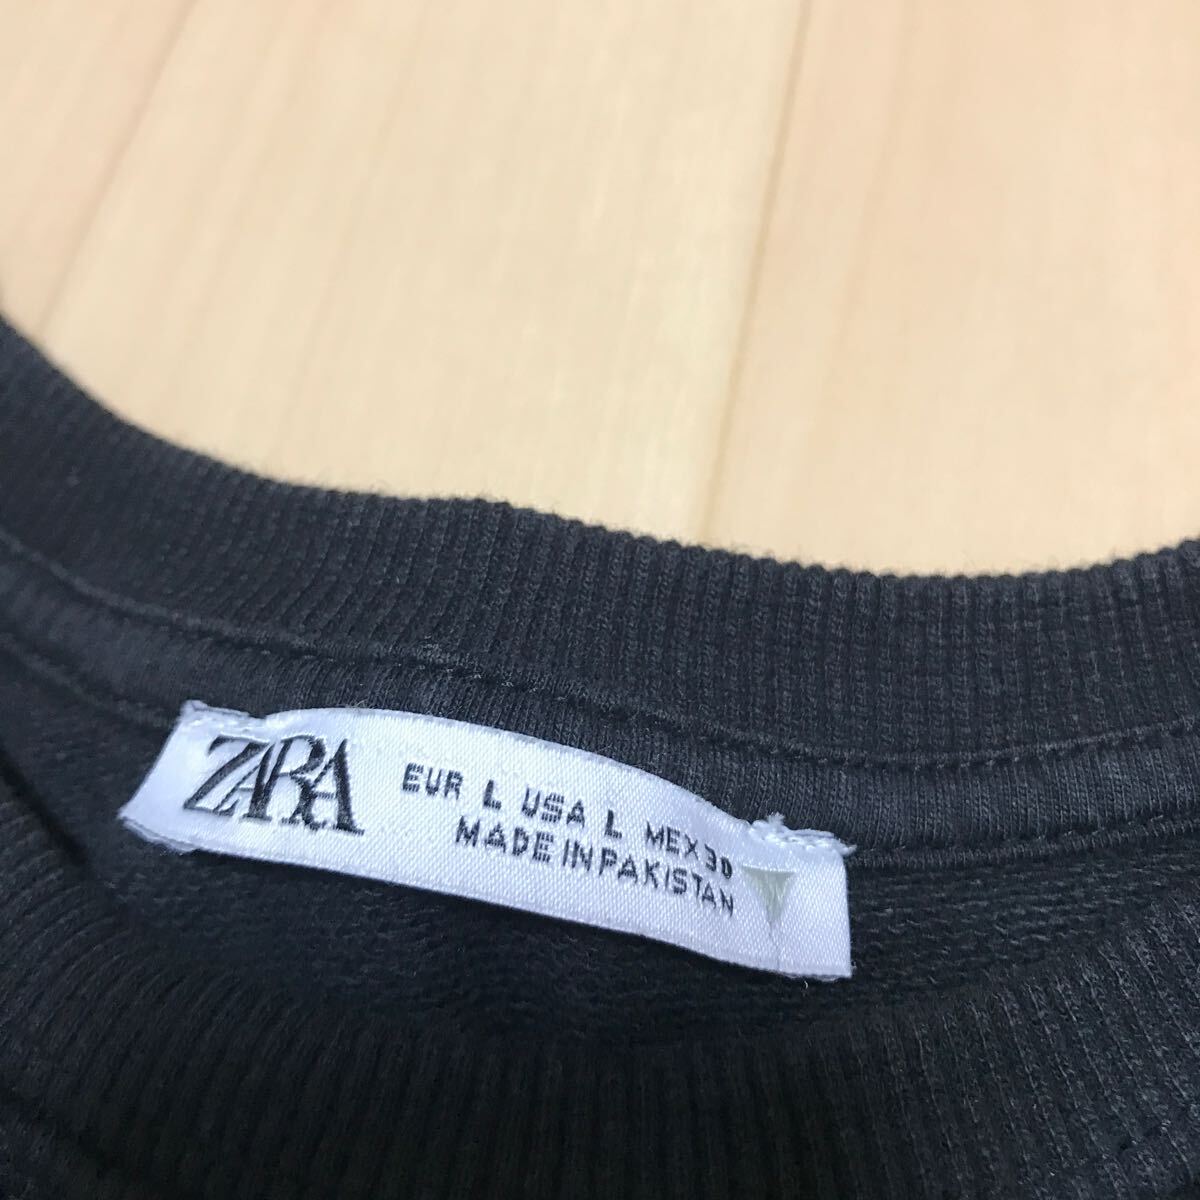 ZARA
EUR L USA L MEX 30
MADE IN PAKISTAN